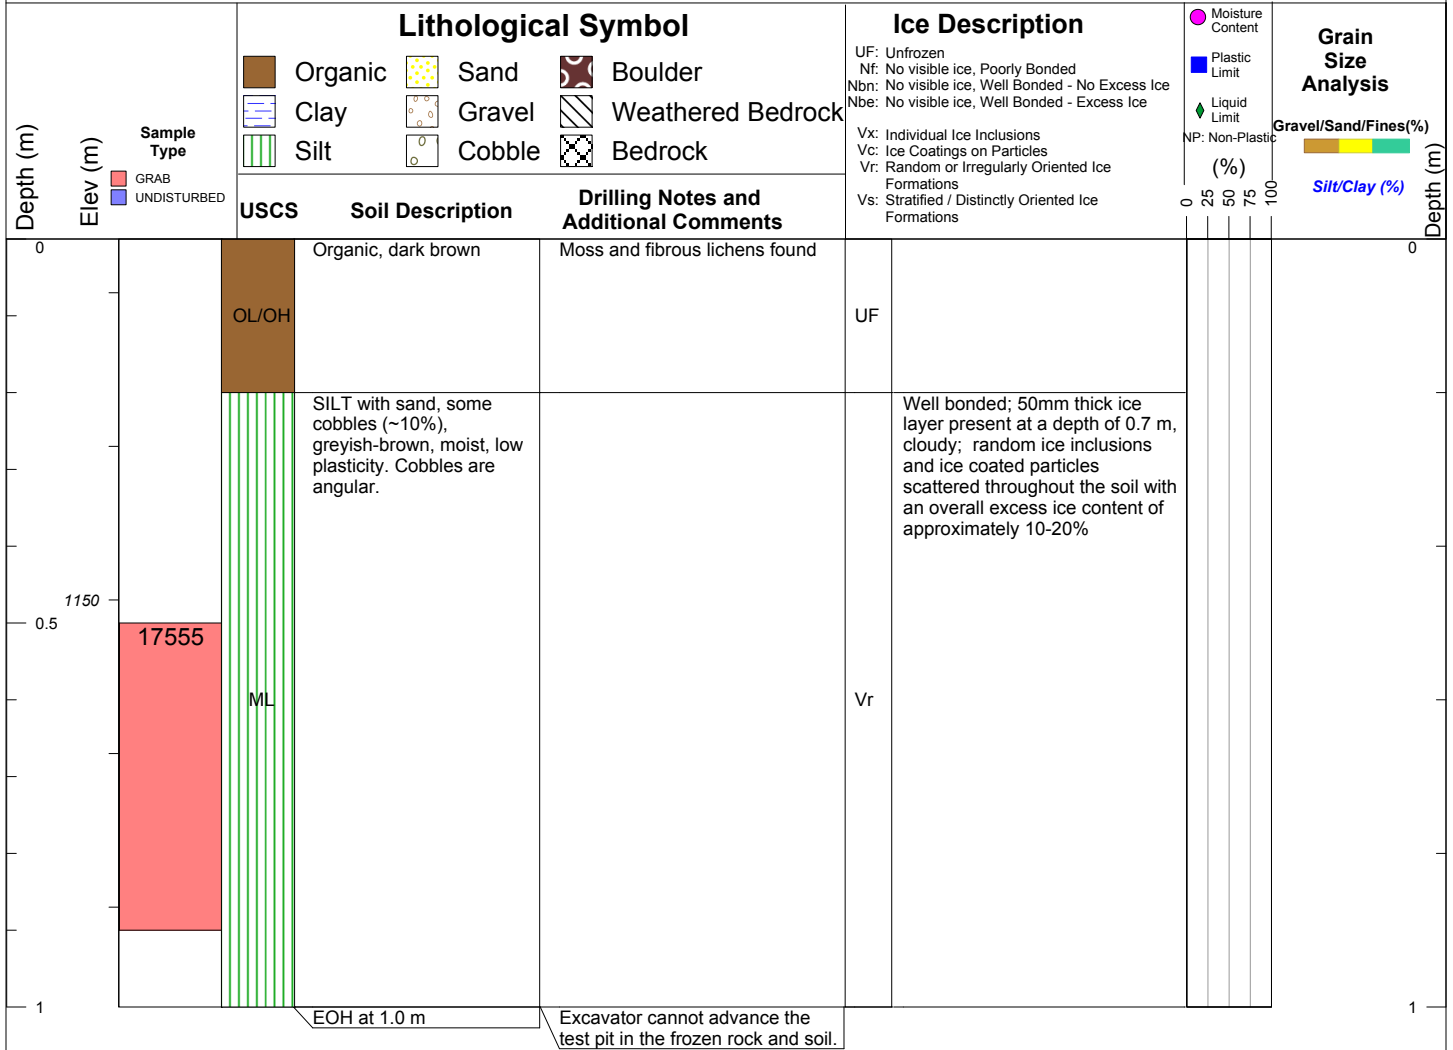 Lithological Symbol
Organic
Sand
Boulder
Clay
Gravel
Weathered Bedrock
Silt
Cobble
Bedrock
Ice Description
UF: Unfrozen
Nf: No visible ice, Poorly Bonded
Nbn: No visible ice, Well Bonded - No Excess Ice
Nbe: No visible ice, Well Bonded - Excess Ice
Vx: Individual Ice Inclusions
Vc: Ice Coatings on Particles
Vr: Random or Irregularly Oriented Ice
Formations
Vs: Stratified / Distinctly Oriented Ice
Formations
Moisture
Content
Plastic
Limit
Liquid
Limit
NP: Non-Plastic
(%)
0
25
50
75
100
Grain
Size
Analysis
Gravel/Sand/Fines(%)
Silt/Clay (%)
Depth (m)
Depth (m)
Elev (m)
Sample
Type
GRAB
UNDISTURBED
USCS
Soil Description
Drilling Notes and
Additional Comments
0
OL/OH
Organic, dark brown
Moss and fibrous lichens found
UF
0
SILT with sand, some
cobbles (~10%),
greyish-brown, moist, low
plasticity. Cobbles are
angular.
Well bonded; 50mm thick ice
layer present at a depth of 0.7 m,
cloudy; random ice inclusions
and ice coated particles
scattered throughout the soil with
an overall excess ice content of
approximately 10-20%
1150
0.5
17555
ML
Vr
1
1
EOH at 1.0 m
Excavator cannot advance the
test pit in the frozen rock and soil.